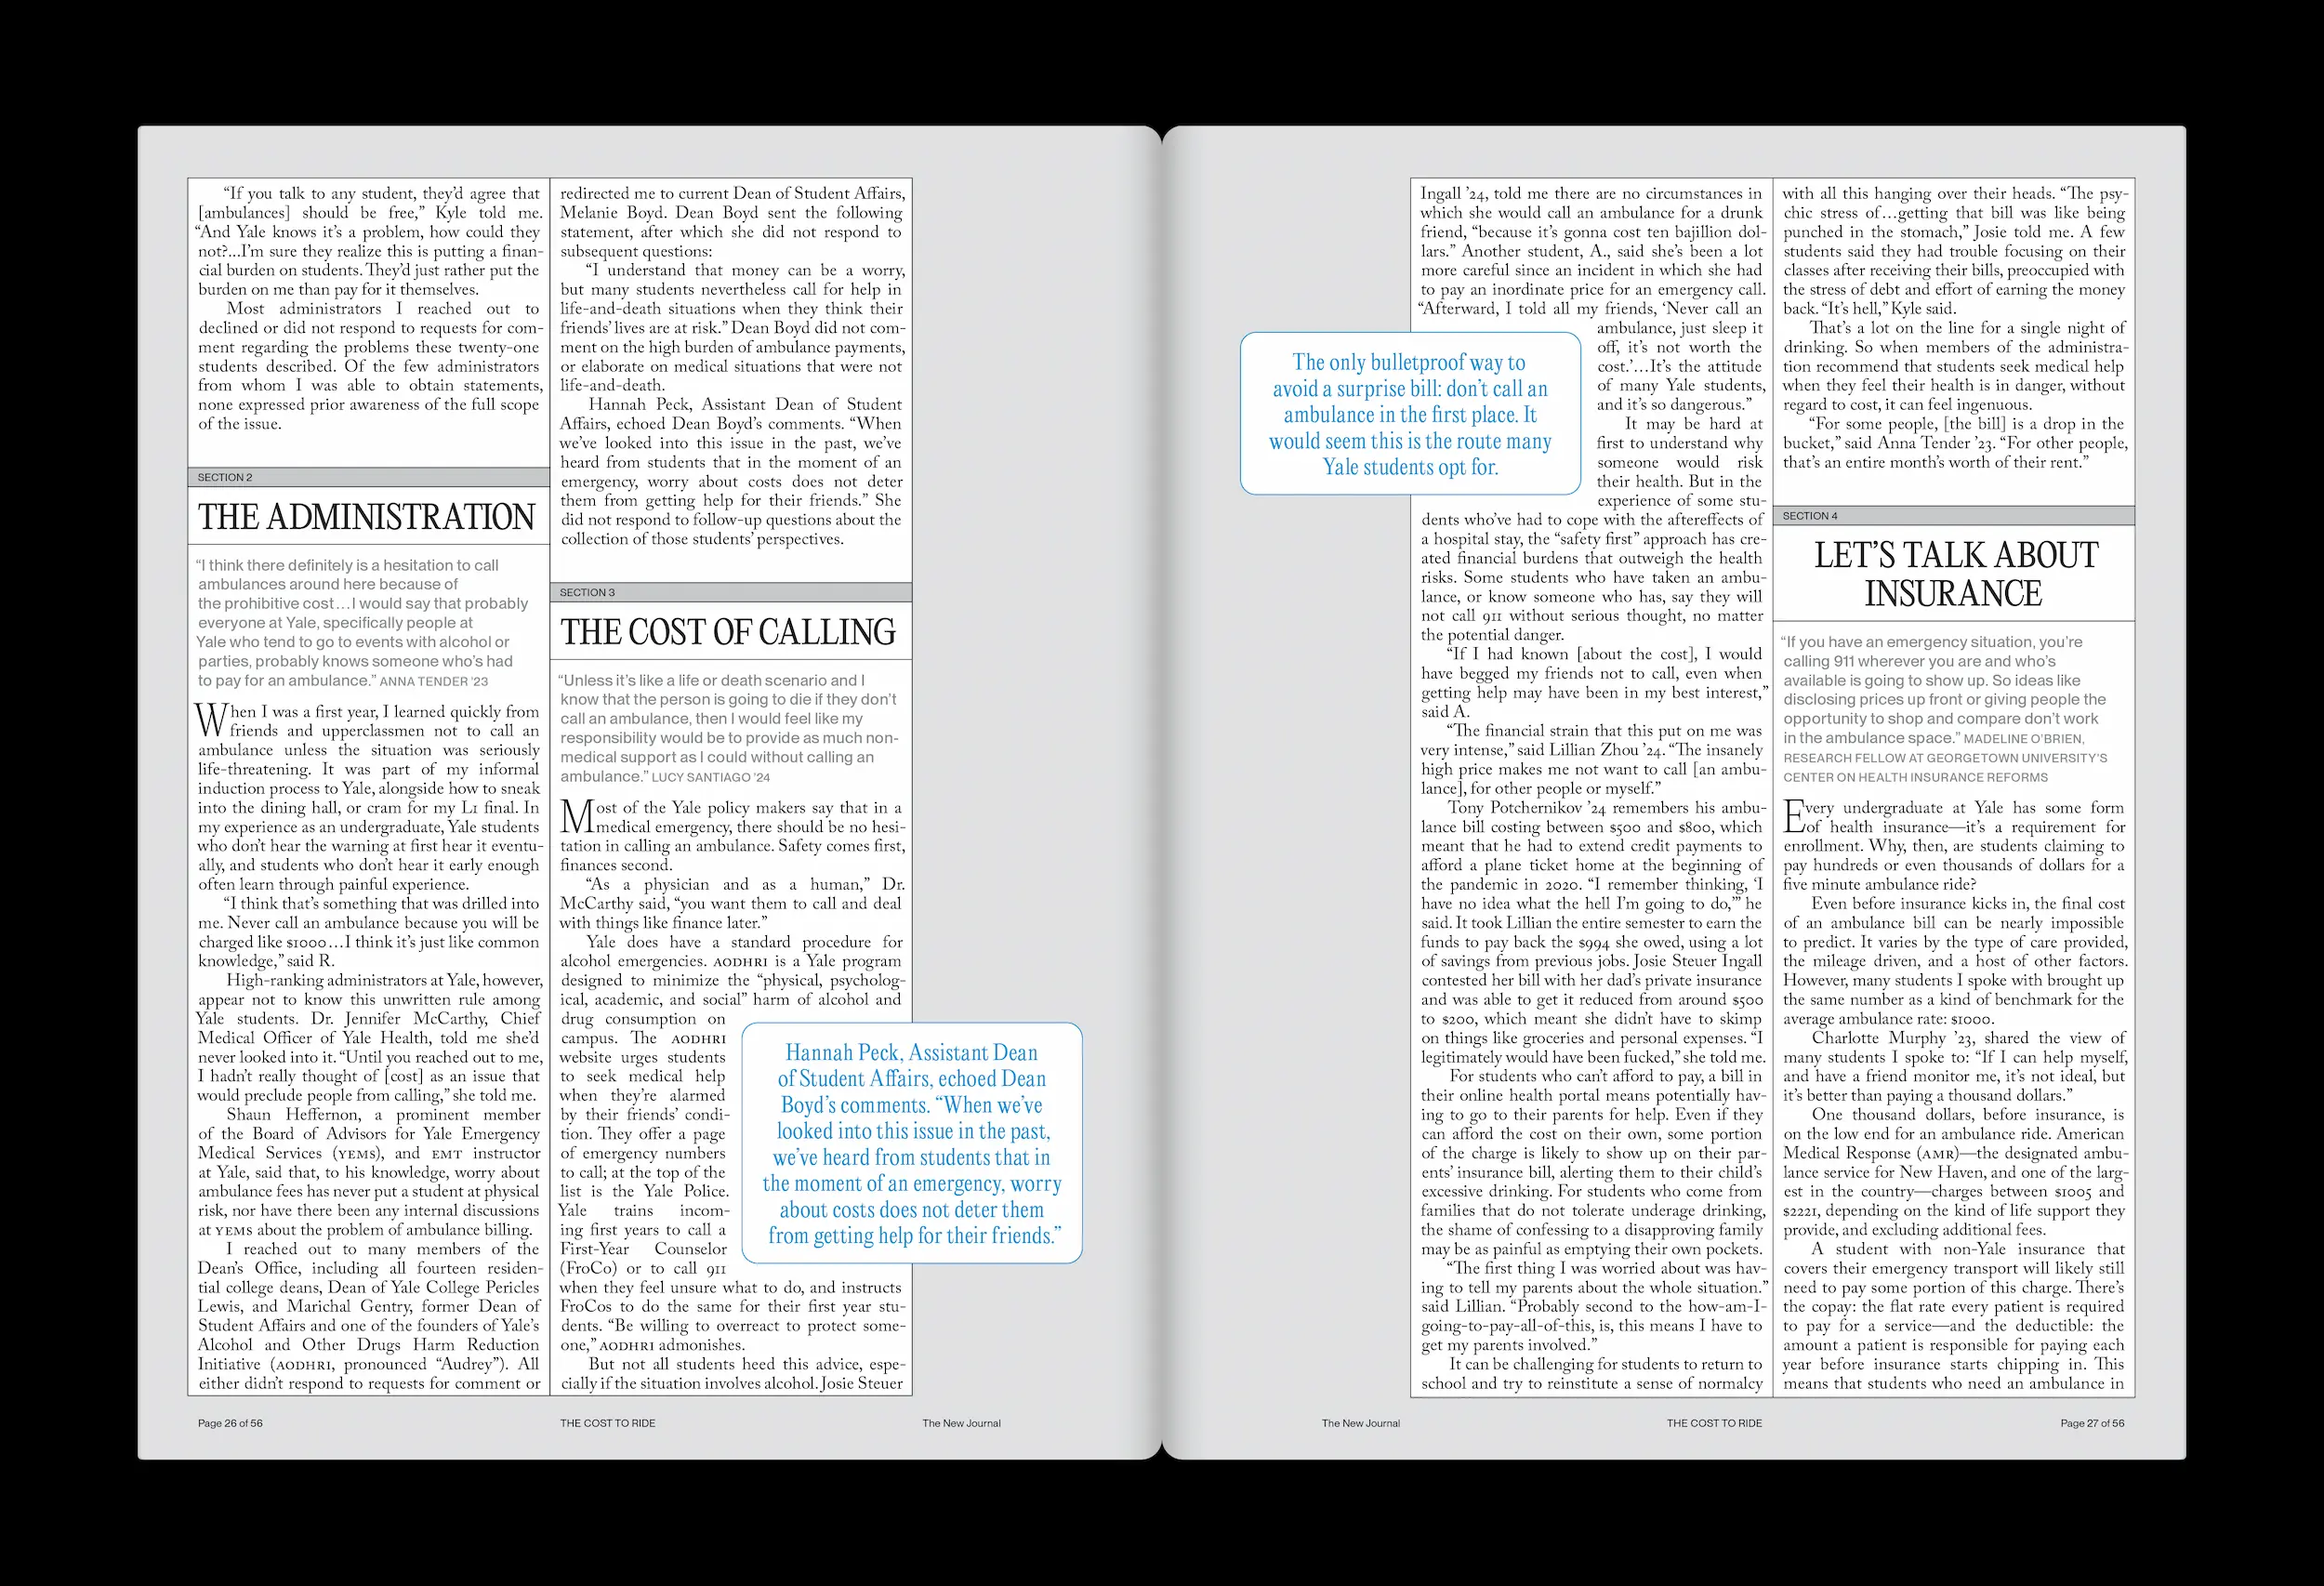 “If you talk to any student, they’d agree that
[ambulances] should be free,” Kyle told me.
“And Yale knows it’s a problem, how could they
not?...I’m sure they realize this is putting a finan-
cial burden on students. They’d just rather put the
burden on me than pay for it themselves.
Most administrators I reached out to
declined or did not respond to requests for com-
ment regarding the problems these twenty-one
students described. Of the few administrators
from whom I was able to obtain statements,
none expressed prior awareness of the full scope
of the issue.
SECTION 2
THE ADMINISTRATION
“I think there definitely is a hesitation to call
ambulances around here because of
the prohibitive cost…I would say that probably
everyone at Yale, specifically people at
Yale who tend to go to events with alcohol or
parties, probably knows someone who’s had
to pay for an ambulance.” ANNA TENDER ’23
When I was a first year, I learned quickly from
friends and upperclassmen not to call an
ambulance unless the situation was seriously
life-threatening. It was part of my informal
induction process to Yale, alongside how to sneak
into the dining hall, or cram for my L1 final. In
my experience as an undergraduate, Yale students
who don’t hear the warning at first hear it eventu-
ally, and students who don’t hear it early enough
often learn through painful experience.
“I think that’s something that was drilled into
me. Never call an ambulance because you will be
charged like $1000…I think it’s just like common
knowledge,” said R.
High-ranking administrators at Yale, however,
appear not to know this unwritten rule among
Yale students. Dr. Jennifer McCarthy, Chief
Medical Officer of Yale Health, told me she’d
never looked into it. “Until you reached out to me,
I hadn’t really thought of [cost] as an issue that
would preclude people from calling,” she told me.
Shaun Heffernon, a prominent member
of the Board of Advisors for Yale Emergency
Medical Services (YEMS), and EMT instructor
at Yale, said that, to his knowledge, worry about
ambulance fees has never put a student at physical
risk, nor have there been any internal discussions
at YEMS about the problem of ambulance billing.
I reached out to many members of the
Dean’s Office, including all fourteen residen-
tial college deans, Dean of Yale College Pericles
Lewis, and Marichal Gentry, former Dean of
Student Affairs and one of the founders of Yale’s
Alcohol and Other Drugs Harm Reduction
Initiative (AODHRI, pronounced “Audrey”). All
either didn’t respond to requests for comment or
redirected me to current Dean of Student Affairs,
Melanie Boyd. Dean Boyd sent the following
statement, after which she did not respond to
subsequent questions:
“I understand that money can be a worry,
but many students nevertheless call for help in
life-and-death situations when they think their
friends’ lives are at risk.” Dean Boyd did not com-
ment on the high burden of ambulance payments,
or elaborate on medical situations that were not
life-and-death.
Hannah Peck, Assistant Dean of Student
Affairs, echoed Dean Boyd’s comments. “When
we’ve looked into this issue in the past, we’ve
heard from students that in the moment of an
emergency, worry about costs does not deter
them from getting help for their friends.” She
did not respond to follow-up questions about the
collection of those students’ perspectives.
SECTION 3
THE COST OF CALLING
“Unless it’s like a life or death scenario and I
know that the person is going to die if they don’t
call an ambulance, then I would feel like my
responsibility would be to provide as much non-
medical support as I could without calling an
ambulance.” LUCY SANTIAGO ’24
Most of the Yale policy makers say that in a
medical emergency, there should be no hesi-
tation in calling an ambulance. Safety comes first,
finances second.
“As a physician and as a human,” Dr.
McCarthy said, “you want them to call and deal
with things like finance later.”
Yale does have a standard procedure for
alcohol emergencies. AODHRI is a Yale program
designed to minimize the “physical, psycholog-
ical, academic, and social” harm of alcohol and
drug consumption on
campus. The AODHRI
website urges students
to seek medical help
when they’re alarmed
by their friends’ condi-
tion. They offer a page
of emergency numbers
to call; at the top of the
list is the Yale Police.
Yale trains incom-
ing first years to call a
First-Year Counselor
(FroCo) or to call 911
when they feel unsure what to do, and instructs
FroCos to do the same for their first year stu-
dents. “Be willing to overreact to protect some-
one,” AODHRI admonishes.
But not all students heed this advice, espe-
cially if the situation involves alcohol. Josie Steuer
Hannah Peck, Assistant Dean
of Student Affairs, echoed Dean
Boyd’s comments. “When we’ve
looked into this issue in the past,
we’ve heard from students that in
the moment of an emergency, worry
about costs does not deter them
from getting help for their friends.”
Page 26 of 56
THE COST TO RIDE
The New Journal
Ingall ’24, told me there are no circumstances in
which she would call an ambulance for a drunk
friend, “because it’s gonna cost ten bajillion dol-
lars.” Another student, A., said she’s been a lot
more careful since an incident in which she had
to pay an inordinate price for an emergency call.
“Afterward, I told all my friends, ‘Never call an
ambulance, just sleep it
off, it’s not worth the
cost.’…It’s the attitude
of many Yale students,
and it’s so dangerous.”
It may be hard at
first to understand why
someone would risk
their health. But in the
experience of some stu-
dents who’ve had to cope with the aftereffects of
a hospital stay, the “safety first” approach has cre-
ated financial burdens that outweigh the health
risks. Some students who have taken an ambu-
lance, or know someone who has, say they will
not call 911 without serious thought, no matter
the potential danger.
“If I had known [about the cost], I would
have begged my friends not to call, even when
getting help may have been in my best interest,”
said A.
“The financial strain that this put on me was
very intense,” said Lillian Zhou ’24. “The insanely
high price makes me not want to call [an ambu-
lance], for other people or myself.”
Tony Potchernikov ’24 remembers his ambu-
lance bill costing between $500 and $800, which
meant that he had to extend credit payments to
afford a plane ticket home at the beginning of
the pandemic in 2020. “I remember thinking, ‘I
have no idea what the hell I’m going to do,’” he
said. It took Lillian the entire semester to earn the
funds to pay back the $994 she owed, using a lot
of savings from previous jobs. Josie Steuer Ingall
contested her bill with her dad’s private insurance
and was able to get it reduced from around $500
to $200, which meant she didn’t have to skimp
on things like groceries and personal expenses. “I
legitimately would have been fucked,” she told me.
For students who can’t afford to pay, a bill in
their online health portal means potentially hav-
ing to go to their parents for help. Even if they
can afford the cost on their own, some portion
of the charge is likely to show up on their par-
ents’ insurance bill, alerting them to their child’s
excessive drinking. For students who come from
families that do not tolerate underage drinking,
the shame of confessing to a disapproving family
may be as painful as emptying their own pockets.
“The first thing I was worried about was hav-
ing to tell my parents about the whole situation.”
said Lillian. “Probably second to the how-am-I-
going-to-pay-all-of-this, is, this means I have to
get my parents involved.”
It can be challenging for students to return to
school and try to reinstitute a sense of normalcy
The only bulletproof way to
avoid a surprise bill: don’t call an
ambulance in the first place. It
would seem this is the route many
Yale students opt for.
with all this hanging over their heads. “The psy-
chic stress of…getting that bill was like being
punched in the stomach,” Josie told me. A few
students said they had trouble focusing on their
classes after receiving their bills, preoccupied with
the stress of debt and effort of earning the money
back. “It’s hell,” Kyle said.
That’s a lot on the line for a single night of
drinking. So when members of the administra-
tion recommend that students seek medical help
when they feel their health is in danger, without
regard to cost, it can feel ingenuous.
“For some people, [the bill] is a drop in the
bucket,” said Anna Tender ’23. “For other people,
that’s an entire month’s worth of their rent.”
SECTION 4
LET’S TALK ABOUT
INSURANCE
“If you have an emergency situation, you’re
calling 911 wherever you are and who’s
available is going to show up. So ideas like
disclosing prices up front or giving people the
opportunity to shop and compare don’t work
in the ambulance space.” MADELINE O’BRIEN,
RESEARCH FELLOW AT GEORGETOWN UNIVERSITY’S
CENTER ON HEALTH INSURANCE REFORMS
Every undergraduate at Yale has some form
of health insurance—it’s a requirement for
enrollment. Why, then, are students claiming to
pay hundreds or even thousands of dollars for a
five minute ambulance ride?
Even before insurance kicks in, the final cost
of an ambulance bill can be nearly impossible
to predict. It varies by the type of care provided,
the mileage driven, and a host of other factors.
However, many students I spoke with brought up
the same number as a kind of benchmark for the
average ambulance rate: $1000.
Charlotte Murphy ’23, shared the view of
many students I spoke to: “If I can help myself,
and have a friend monitor me, it’s not ideal, but
it’s better than paying a thousand dollars.”
One thousand dollars, before insurance, is
on the low end for an ambulance ride. American
Medical Response (AMR)—the designated ambu-
lance service for New Haven, and one of the larg-
est in the country—charges between $1005 and
$2221, depending on the kind of life support they
provide, and excluding additional fees.
A student with non-Yale insurance that
covers their emergency transport will likely still
need to pay some portion of this charge. There’s
the copay: the flat rate every patient is required
to pay for a service—and the deductible: the
amount a patient is responsible for paying each
year before insurance starts chipping in. This
means that students who need an ambulance in
The New Journal
THE COST TO RIDE
Page 27 of 56